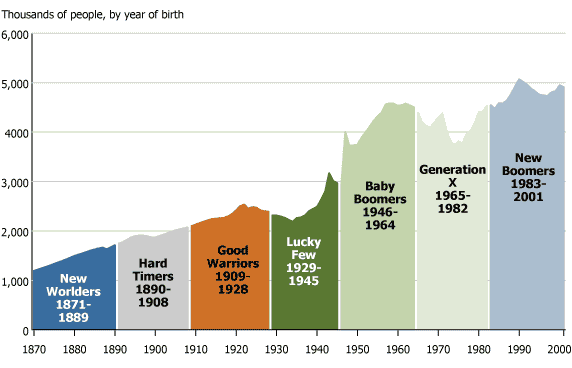 Thousands of people, by year of birth
6,000
5,000
4000
3,000
2,000
1,000
0
New
Worlders
1871-
1889
Hard
Timers
1890-
1908
Good
Warriors
1909-
1928
Lucky
Few
1929-
1945
Baby
Boomers
1946-
1964
Generation
X
1965-
1982
New
Boomers
1983-
2001
1870 1880 1890 1900 1910 1920 1930 1940 1950 1960 1970 1980 1990 2000